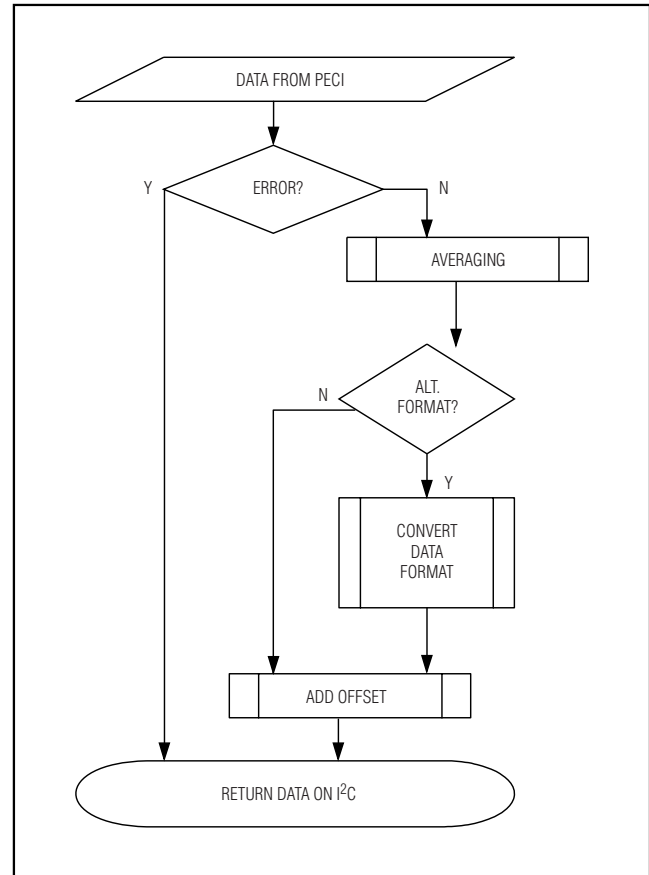 DATA FROM PECI
Y
ERROR?
N
AVERAGING
N
ALT.
FORMAT?
Y
CONVERT
DATA
FORMAT
ADD OFFSET
RETURN DATA ON I²C